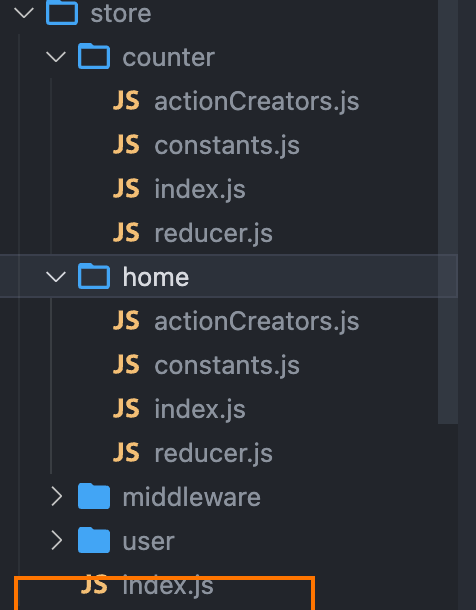 store
counter
JS actionCreators.js
JS constants.js
JS index.js
JS reducer.js
home
JS actionCreators.js
JS constants.js
JS index.js
JS reducer.js
middleware
user
JS index.js